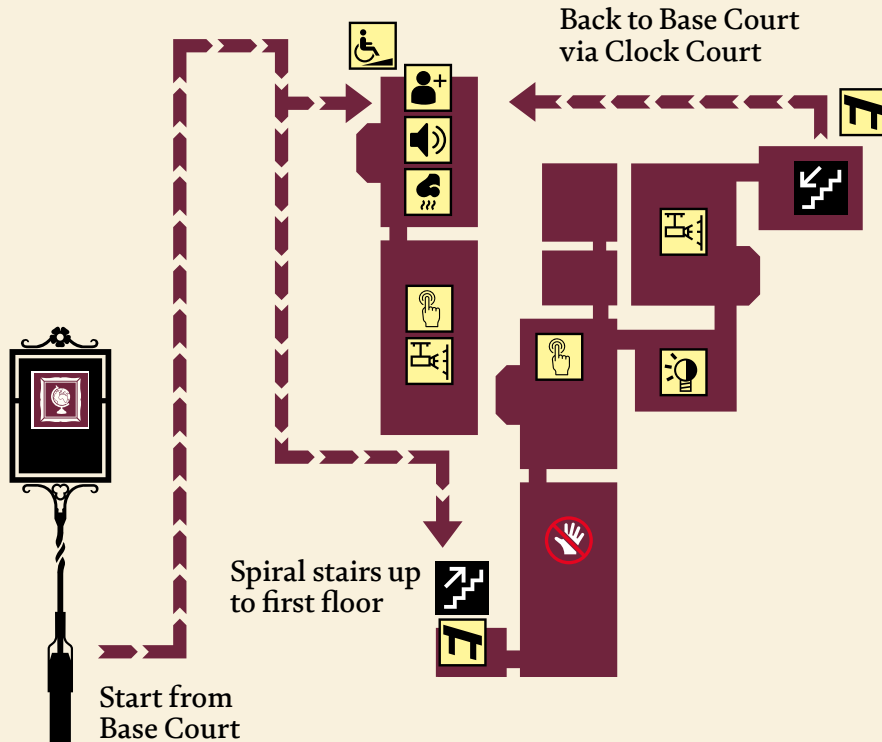 Back to Base Court
via Clock Court
Spiral stairs up
to first floor
Start from
Base Court